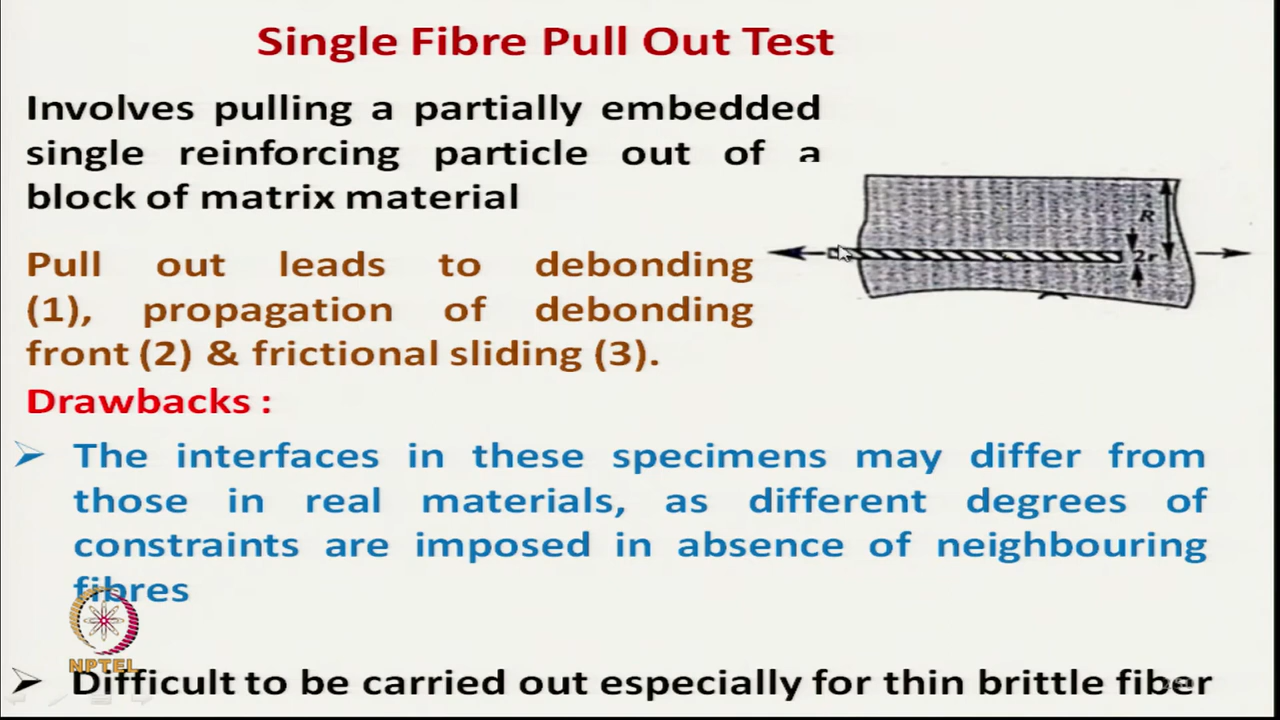 Single Fibre Pull Out Test
Involves pulling a partially embedded
single reinforcing particle out of a
block of matrix material
R
2r
Pull out leads to debonding
(1), propagation of debonding
front (2) & frictional sliding (3).
Drawbacks :
The interfaces in these specimens may differ from
those in real materials, as different degrees of
constraints are imposed in absence of neighbouring
fibres
NPTEL
Difficult to be carried out especially for thin brittle fiber